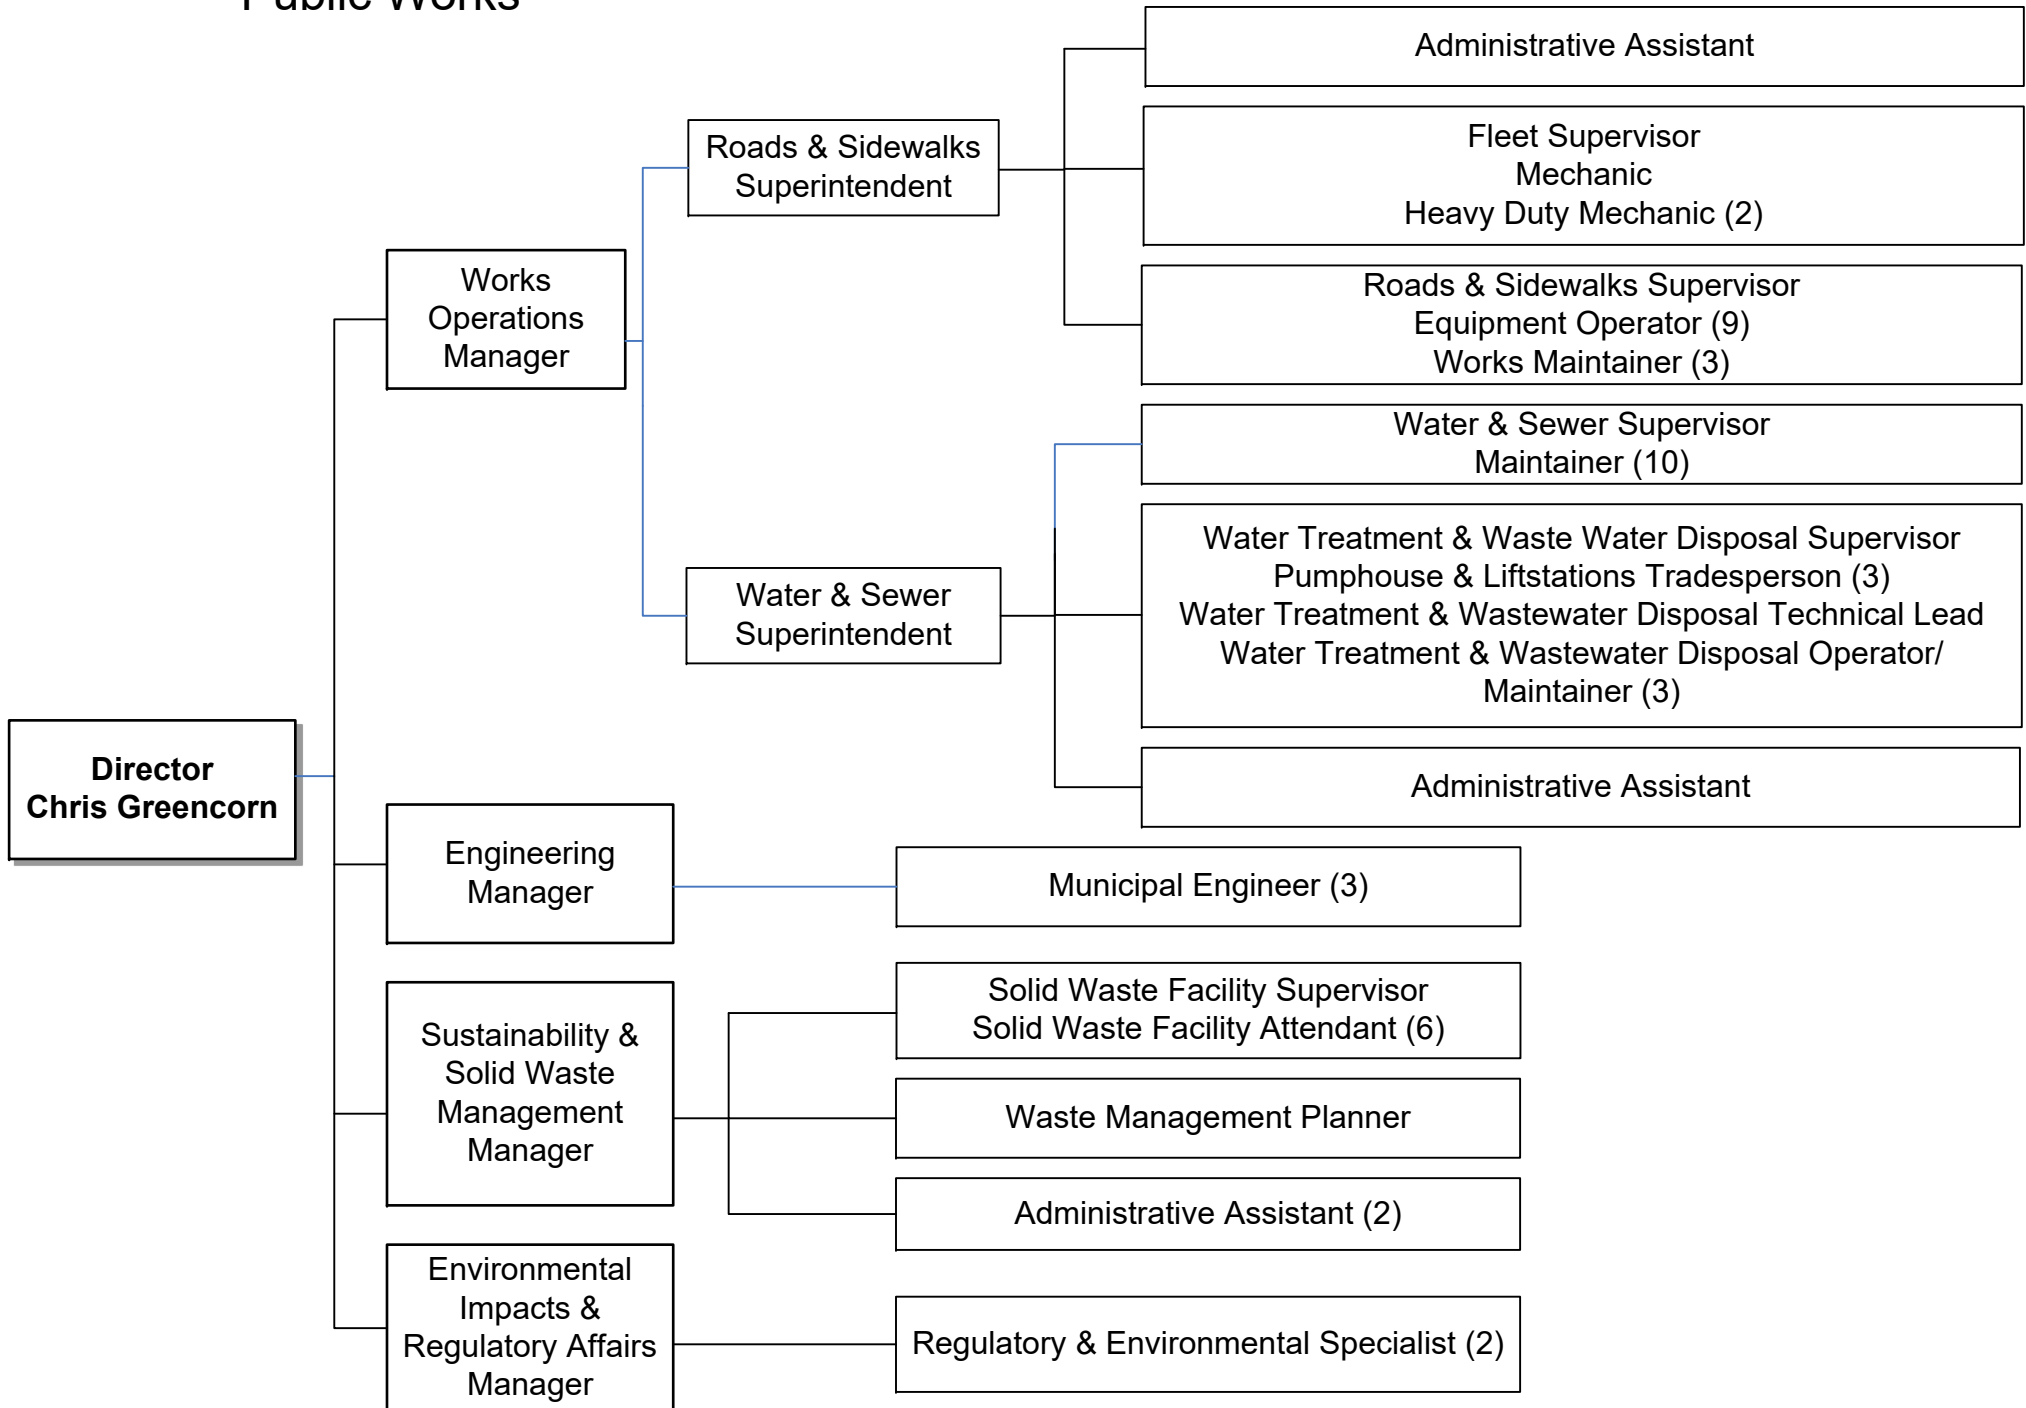 Public Works
Administrative Assistant
Fleet Supervisor
Mechanic
Heavy Duty Mechanic (2)
Roads & Sidewalks
Superintendent
Roads & Sidewalks Supervisor
Equipment Operator (9)
Works Maintainer (3)
Works
Operations
Manager
Water & Sewer Supervisor
Maintainer (10)
Water Treatment & Waste Water Disposal Supervisor
Pumphouse & Liftstations Tradesperson (3)
Water Treatment & Wastewater Disposal Technical Lead
Water Treatment & Wastewater Disposal Operator/
Maintainer (3)
Water & Sewer
Superintendent
Administrative Assistant
Director
Chris Greencorn
Engineering
Manager
Municipal Engineer (3)
Sustainability &
Solid Waste
Management
Manager
Solid Waste Facility Supervisor
Solid Waste Facility Attendant (6)
Waste Management Planner
Administrative Assistant (2)
Environmental
Impacts &
Regulatory Affairs
Manager
Regulatory & Environmental Specialist (2)